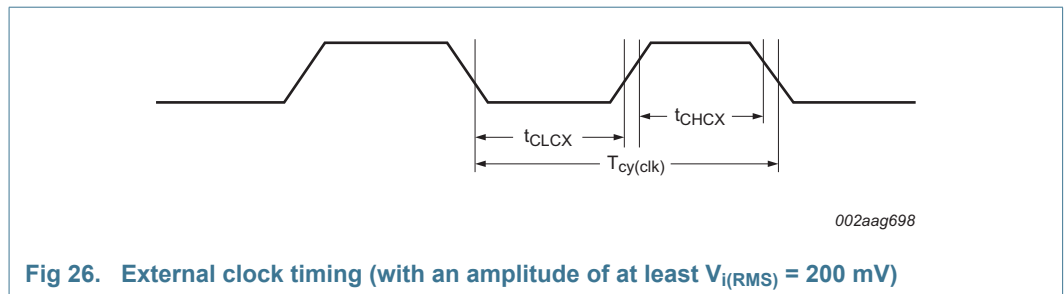 tCLCX
tCHCX
Tcy(clk)
002aag698
Fig 26. External clock timing (with an amplitude of at least Vi(RMS) = 200 mV)